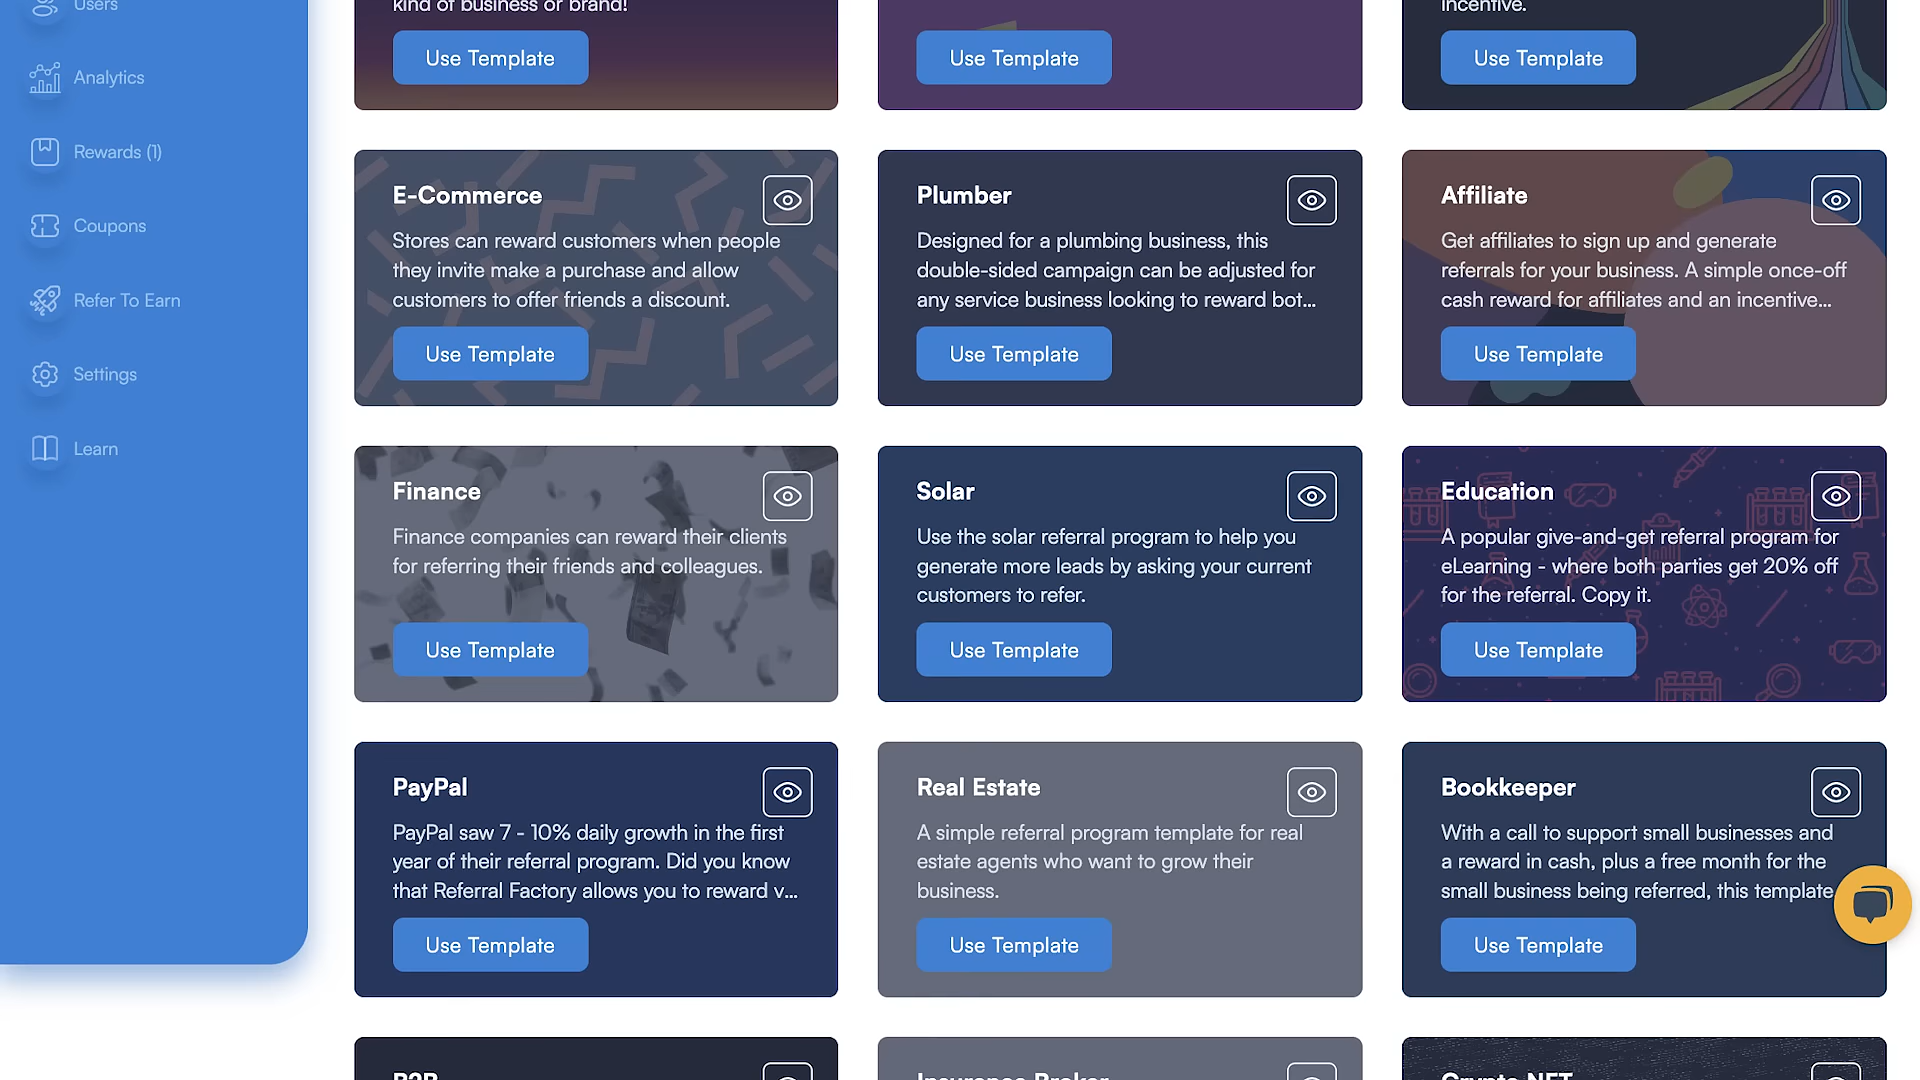 Users
Analytics
Rewards (1)
Coupons
Refer To Earn
Settings
Learn
kind of business or brand!
Use Template
Use Template
incentive.
Use Template
E-Commerce
Stores can reward customers when people
they invite make a purchase and allow
customers to offer friends a discount.
Use Template
Plumber
Designed for a plumbing business, this
double-sided campaign can be adjusted for
any service business looking to reward bot...
Use Template
Affiliate
Get affiliates to sign up and generate
referrals for your business. A simple once-off
cash reward for affiliates and an incentive...
Use Template
Finance
Finance companies can reward their clients
for referring their friends and colleagues.
Use Template
Solar
Use the solar referral program to help you
generate more leads by asking your current
customers to refer.
Use Template
Education
A popular give-and-get referral program for
eLearning - where both parties get 20% off
for the referral. Copy it.
Use Template
PayPal
PayPal saw 7 - 10% daily growth in the first
year of their referral program. Did you know
that Referral Factory allows you to reward v...
Use Template
Real Estate
A simple referral program template for real
estate agents who want to grow their
business.
Use Template
Bookkeeper
With a call to support small businesses and
a reward in cash, plus a free month for the
small business being referred, this template
Use Template
B2B
Insurance Broker
Crypto NFT